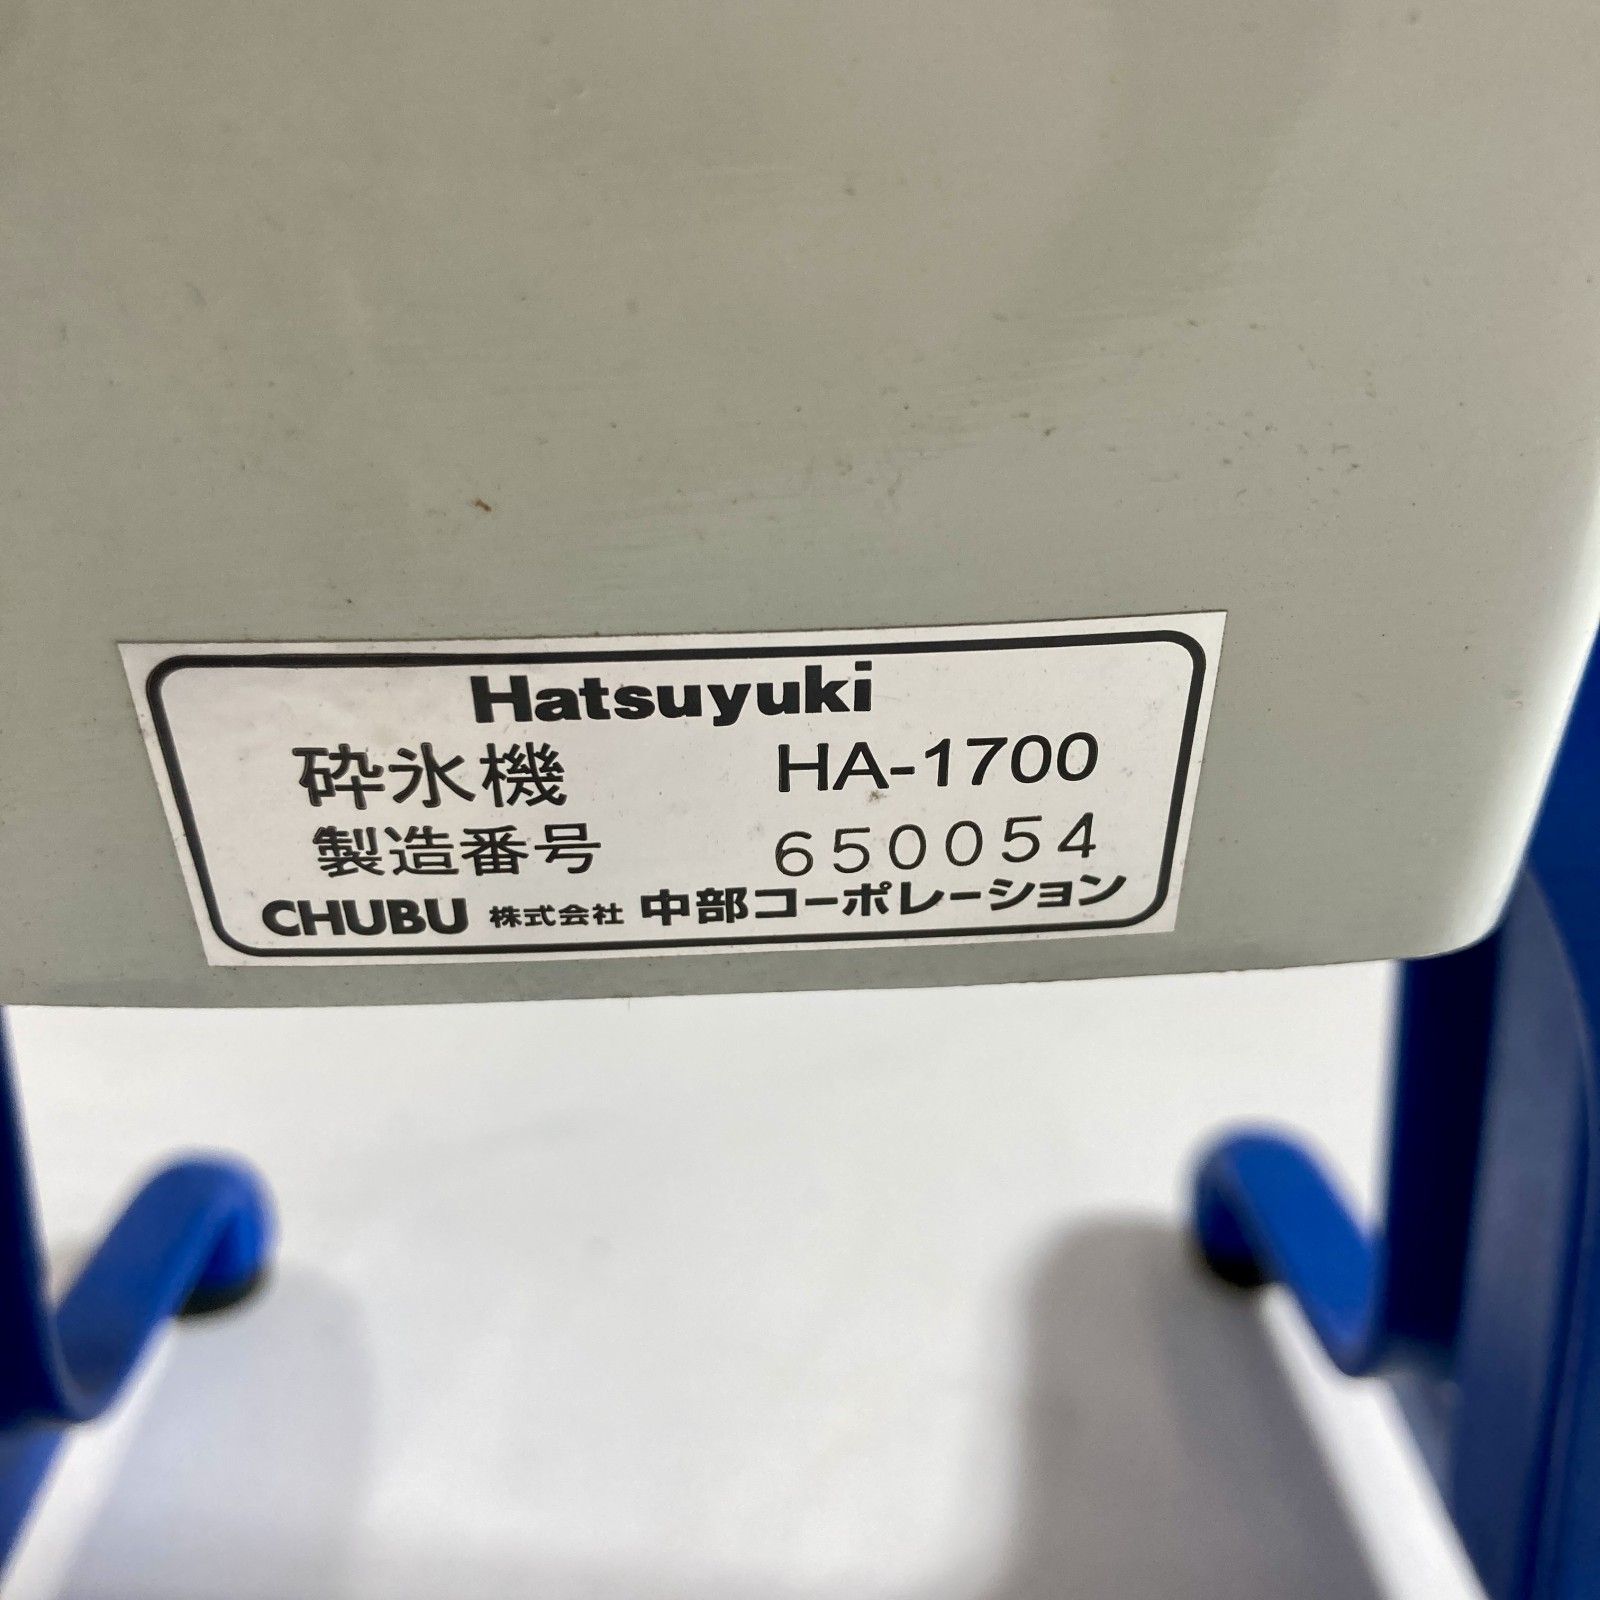 Hatsuyuki
砕氷機 HA-1700
製造番号 650054
CHUBU 株式会社 中部コーポレーション